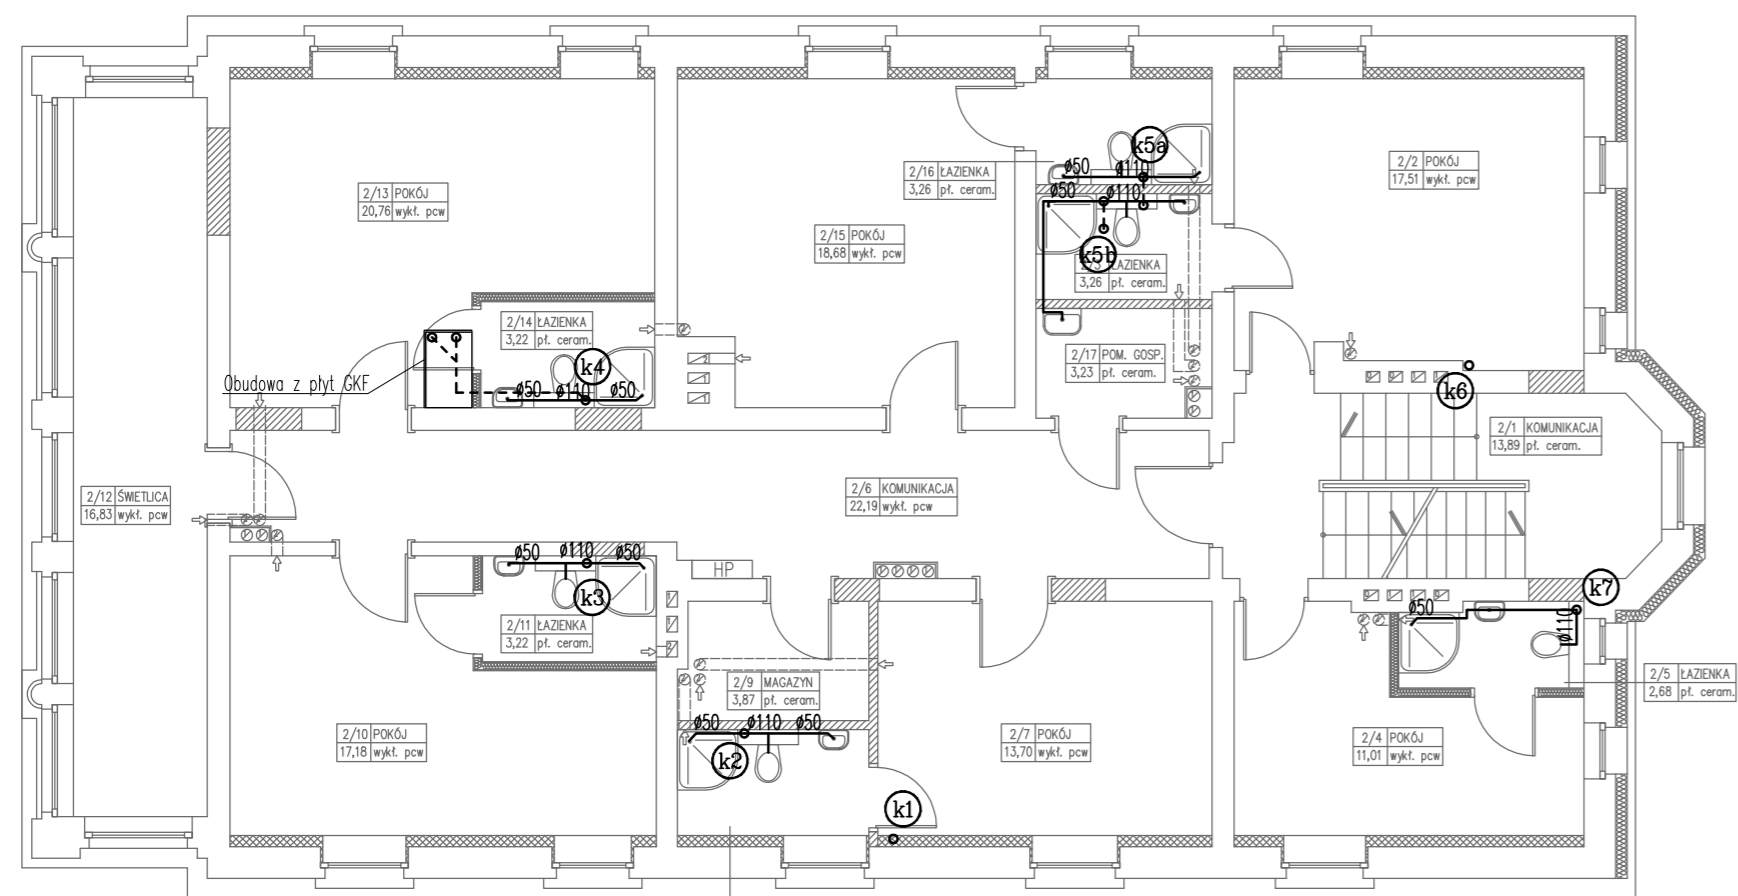 k5a
ø50
ø110
2/16 ŁAZIENKA
3,26 pł. ceram.
2/2 POKÓJ
17,51 wykł. pcw
2/13 POKÓJ
20,76 wykł. pcw
ø50
ø110
2/15 POKÓJ
18,68 wykł. pcw
k5b
2/3 ŁAZIENKA
3,26 pł. ceram.
2/14 ŁAZIENKA
3,22 pł. ceram.
2/17 POM. GOSP.
3,23 pł. ceram.
k4
Obudowa z płyt GKF
ø50
ø110
ø50
k6
2/1 KOMUNIKACJA
13,89 pł. ceram.
2/12 ŚWIETLICA
16,83 wykł. pcw
2/6 KOMUNIKACJA
22,19 wykł. pcw
ø50
ø110
ø50
HP
k3
k7
ø50
ø110
2/11 ŁAZIENKA
3,22 pł. ceram.
2/9 MAGAZYN
3,87 pł. ceram.
2/5 ŁAZIENKA
2,68 pł. ceram.
ø50
ø110
ø50
2/10 POKÓJ
17,18 wykł. pcw
2/7 POKÓJ
13,70 wykł. pcw
2/4 POKÓJ
11,01 wykł. pcw
k2
k1